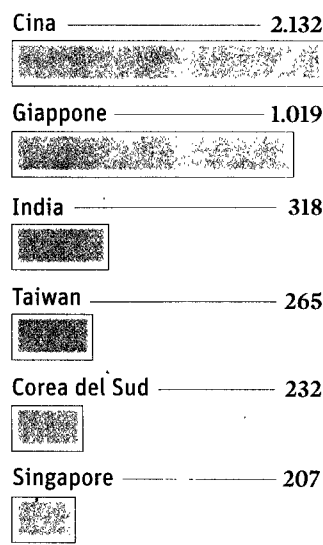 Cina 2.132
Giappone 1.019
India 318
Taiwan 265
Corea del Sud 232
Singapore 207